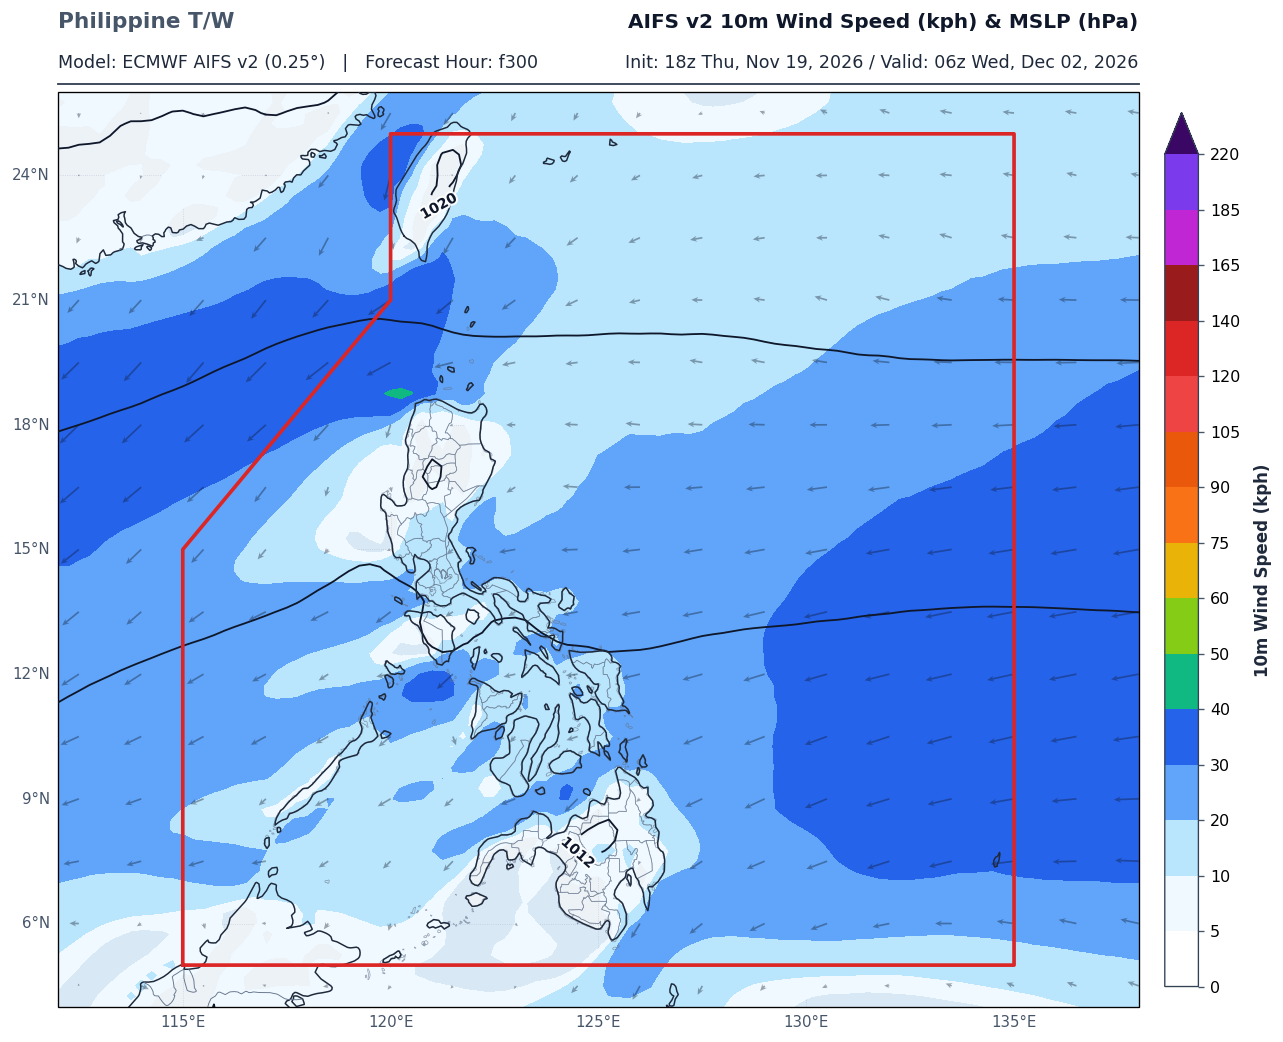 Philippine T/W
AIFS v2 10m Wind Speed (kph) & MSLP (hPa)
Model: ECMWF AIFS v2 (0.25°) | Forecast Hour: f300
Init: 18z Thu, Nov 19, 2026 / Valid: 06z Wed, Dec 02, 2026
24°N
21°N
18°N
15°N
12°N
9°N
6°N
115°E
120°E
125°E
130°E
135°E
1020
1012
220
185
165
140
120
105
90
75
60
50
40
30
20
10
5
0
10m Wind Speed (kph)